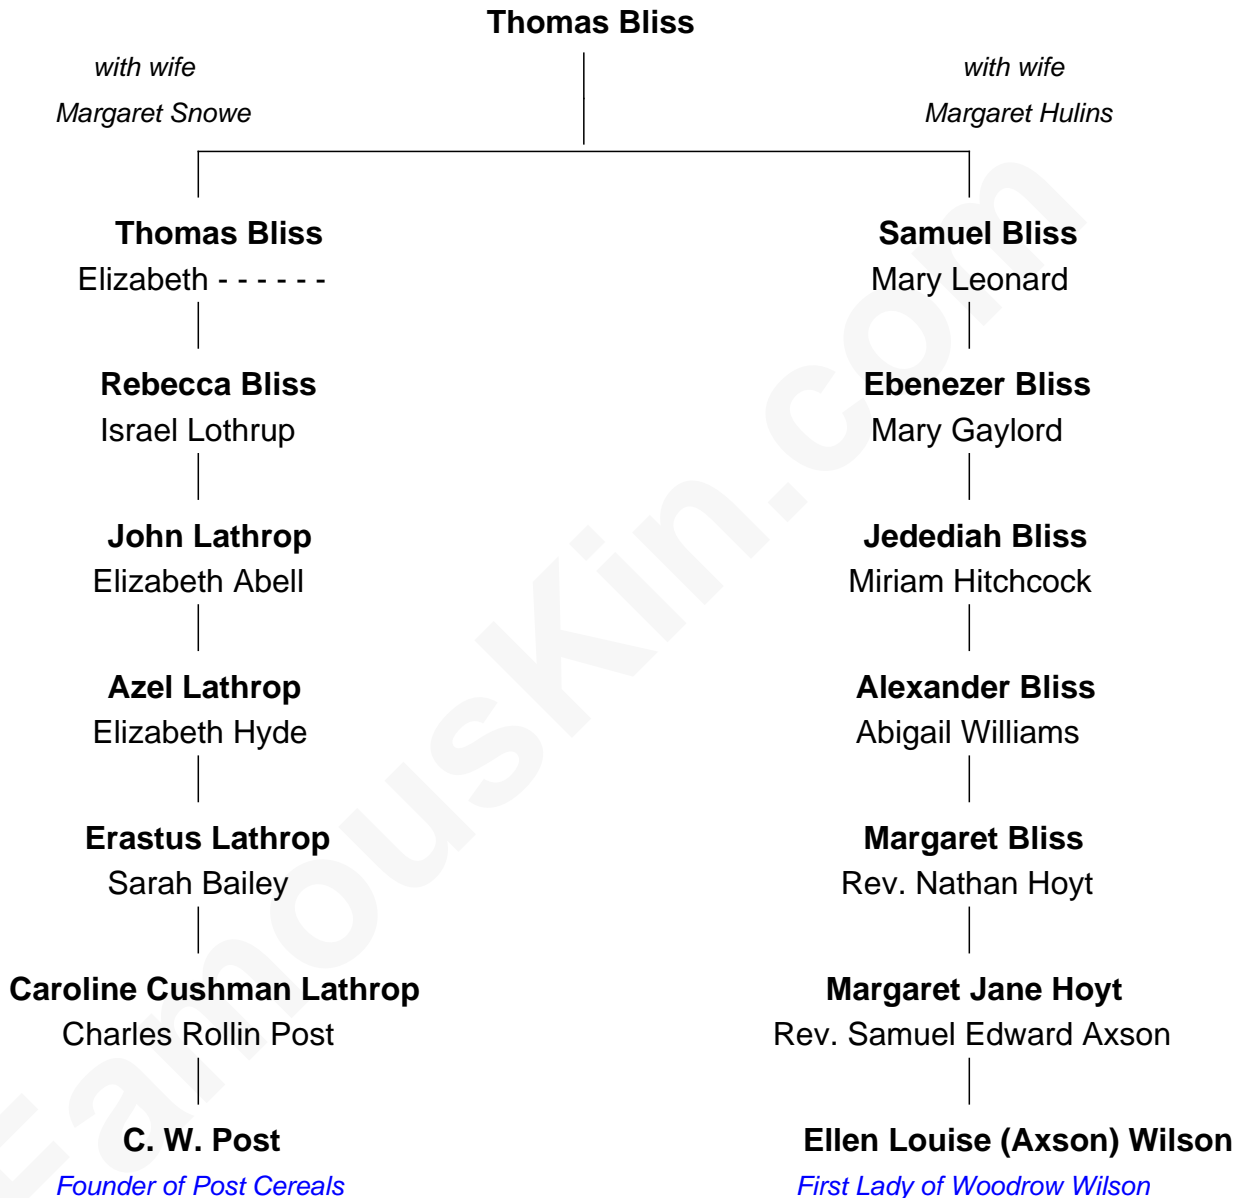 Thomas Bliss
with wife
Margaret Snowe
with wife
Margaret Hulins
Thomas Bliss
Elizabeth - - - - - -
Samuel Bliss
Mary Leonard
Rebecca Bliss
Israel Lothrup
Ebenezer Bliss
Mary Gaylord
John Lathrop
Elizabeth Abell
Jedediah Bliss
Miriam Hitchcock
Azel Lathrop
Elizabeth Hyde
Alexander Bliss
Abigail Williams
Erastus Lathrop
Sarah Bailey
Margaret Bliss
Rev. Nathan Hoyt
Caroline Cushman Lathrop
Charles Rollin Post
Margaret Jane Hoyt
Rev. Samuel Edward Axson
C. W. Post
Founder of Post Cereals
Ellen Louise (Axson) Wilson
First Lady of Woodrow Wilson
FamousKin.com